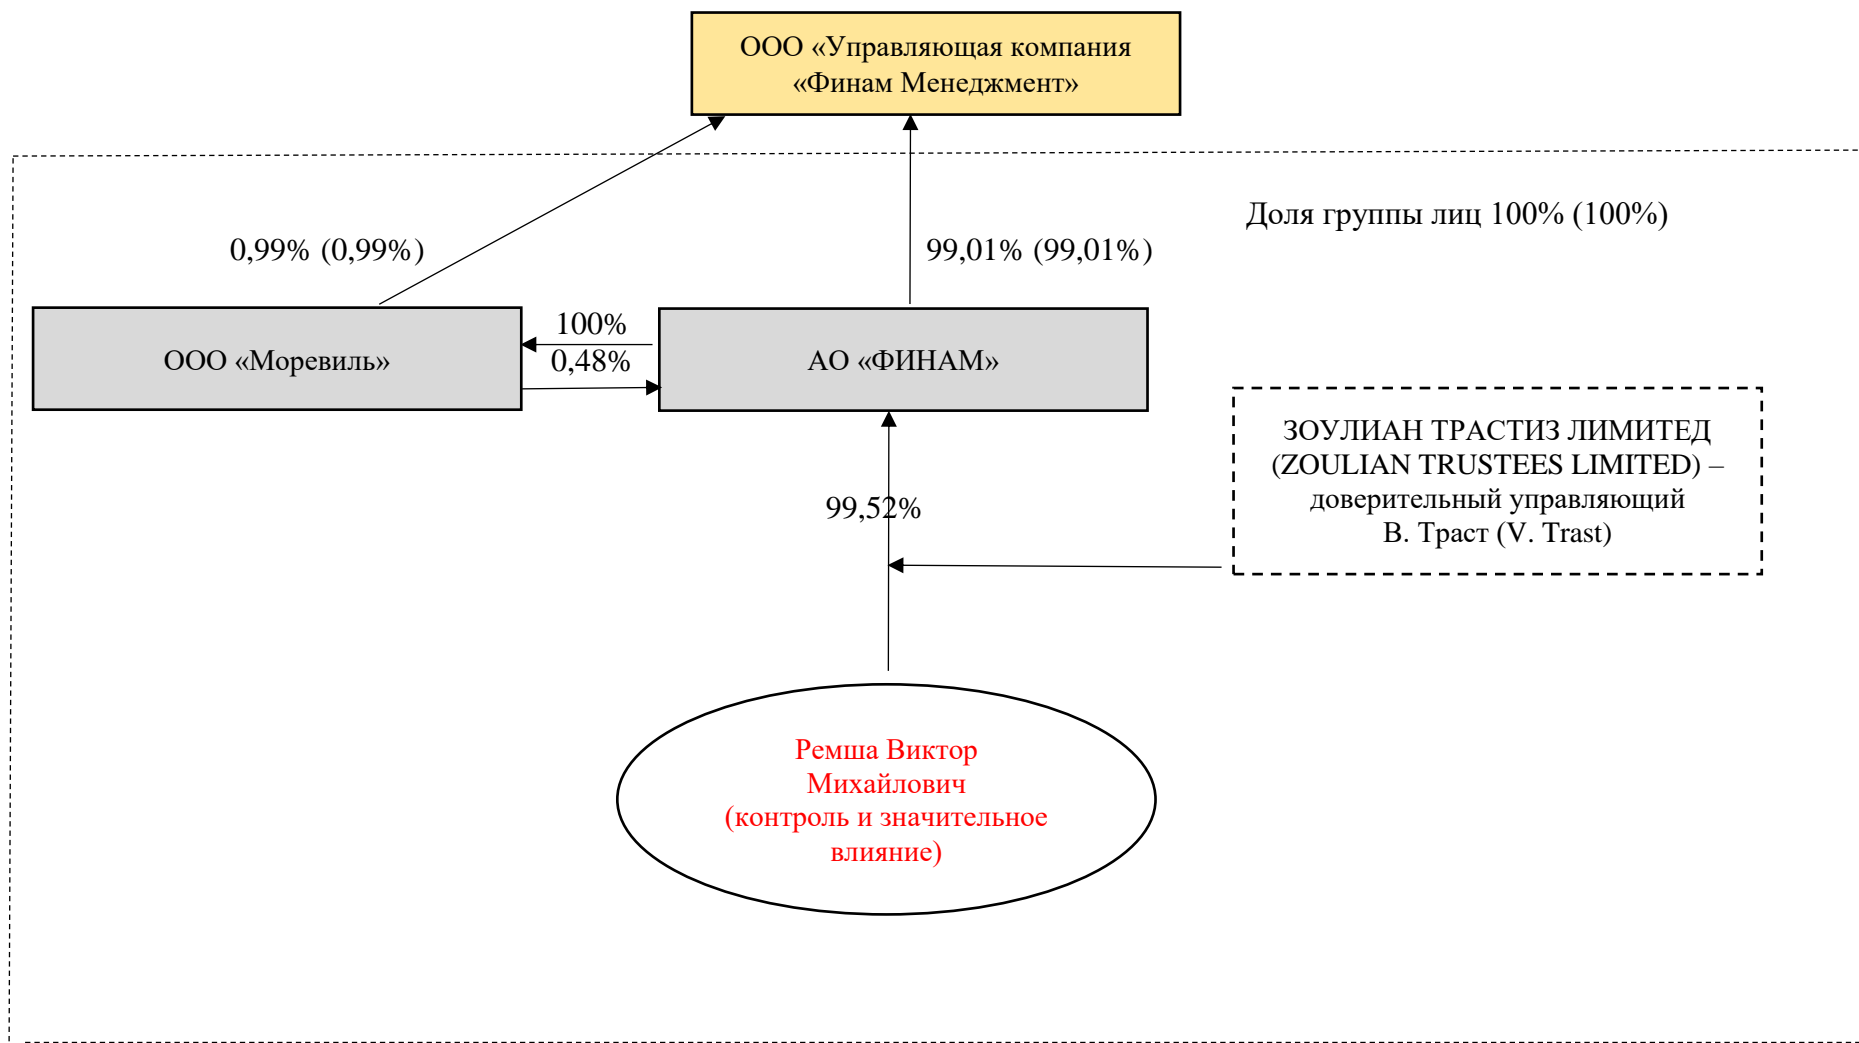 ООО «Управляющая компания
«Финам Менеджмент»
Доля группы лиц 100% (100%)
0,99% (0,99%)
99,01% (99,01%)
ООО «Моревиль»
100%
0,48%
АО «ФИНАМ»
ЗОУЛИАН ТРАСТИЗ ЛИМИТЕД
(ZOULIAN TRUSTEES LIMITED) –
доверительный управляющий
В. Траст (V. Trast)
99,52%
Ремша Виктор
Михайлович
(контроль и значительное
влияние)